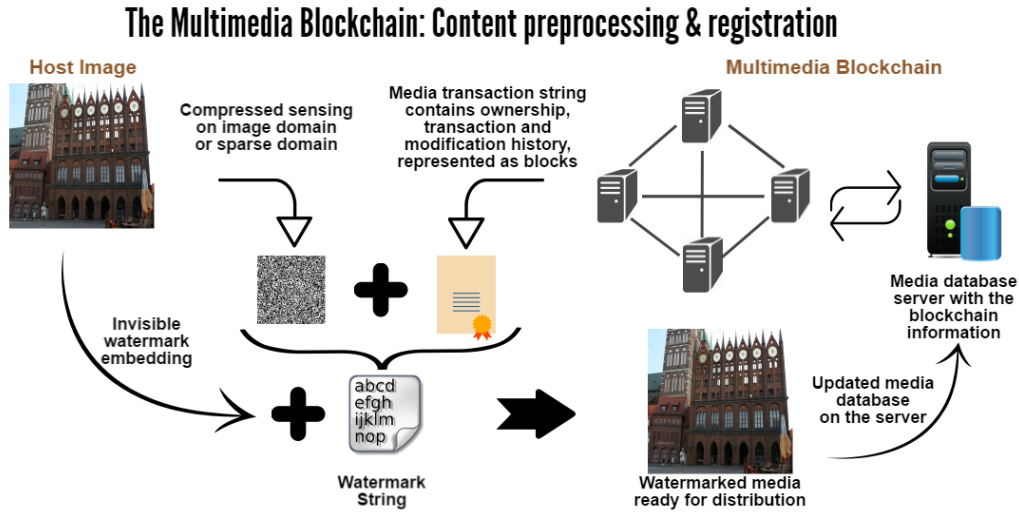 The Multimedia Blockchain: Content preprocessing & registration
Host Image
Compressed sensing
on image domain
or sparse domain
Media transaction string
contains ownership,
transaction and
modification history,
represented as blocks
Multimedia Blockchain
Media database
server with the
blockchain
information
Invisible
watermark
embedding
abcd
efgh
ijklm
nop
Watermark
String
Updated media
database
on the server
Watermarked media
ready for distribution